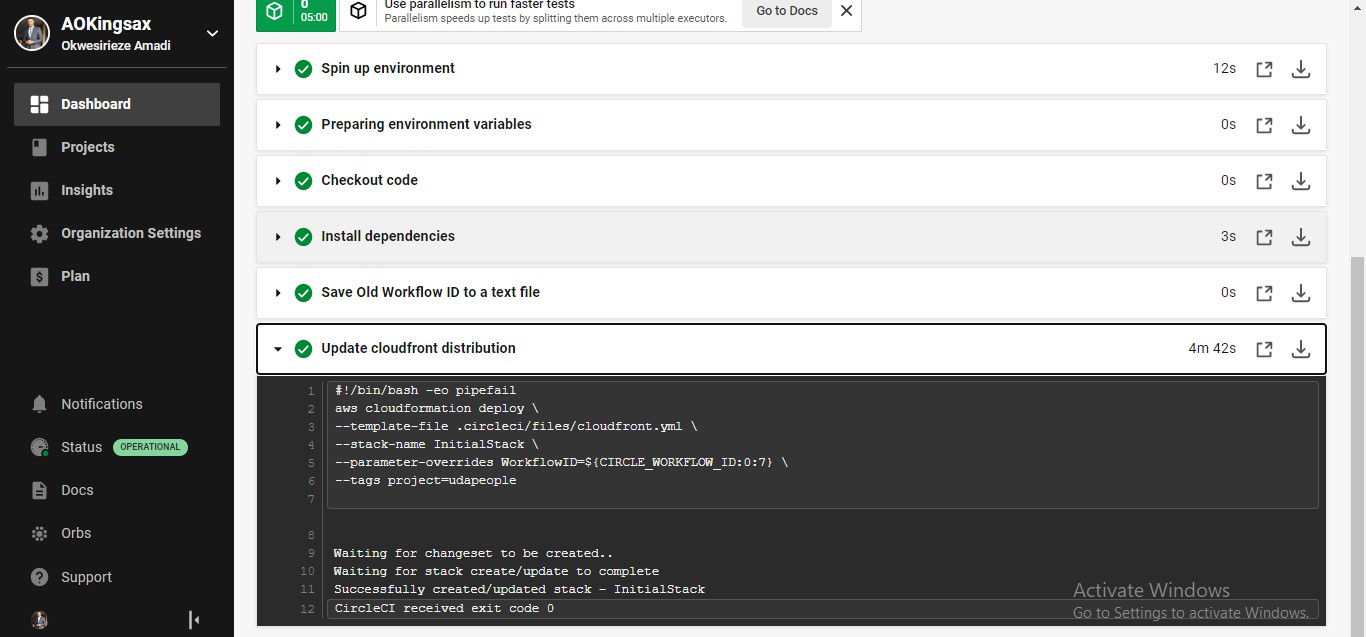 AOKingsax
Okwesirieze Amadi
Dashboard
Projects
Insights
Organization Settings
Plan
Notifications
Status OPERATIONAL
Docs
Orbs
Support
0
05:00
Use parallelism to run faster tests
Parallelism speeds up tests by splitting them across multiple executors.
Go to Docs
Spin up environment 12s
Preparing environment variables 0s
Checkout code 0s
Install dependencies 3s
Save Old Workflow ID to a text file 0s
Update cloudfront distribution 4m 42s
1 #!/bin/bash -eo pipefail
2 aws cloudformation deploy \
3 --template-file .circleci/files/cloudfront.yml \
4 --stack-name InitialStack \
5 --parameter-overrides WorkflowID=${CIRCLE_WORKFLOW_ID:0:7} \
6 --tags project=udapeople
7
8
9 Waiting for changeset to be created..
10 Waiting for stack create/update to complete
11 Successfully created/updated stack - InitialStack
12 CircleCI received exit code 0
Activate Windows
Go to Settings to activate Windows.